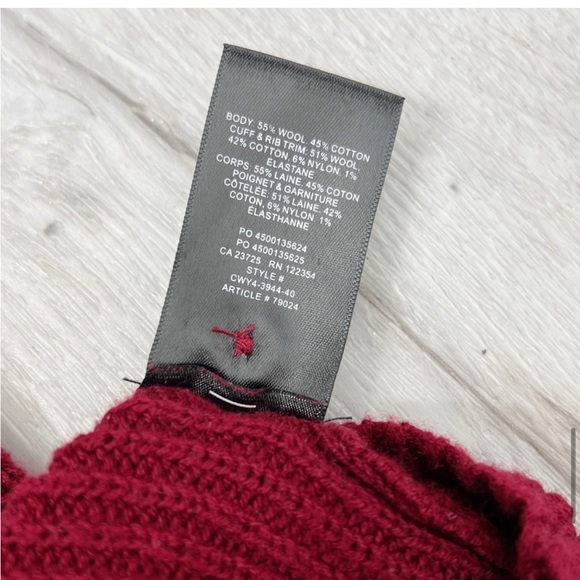 BODY: 55% WOOL. 45% COTTON
CUFF & RIB TRIM: 51% WOOL,
42% COTTON, 6% NYLON, 1%
ELASTANE
CORPS: 55% LAINE, 45% COTON
POIGNET & GARNITURE
CÔTELÉE: 51% LAINE, 42%
COTON, 6% NYLON 1%
ÉLASTHANNE
PO 4500135624
PO 4500135625
CA 23725 RN 122354
STYLE #
CWY4-3944-40
ARTICLE # 79024